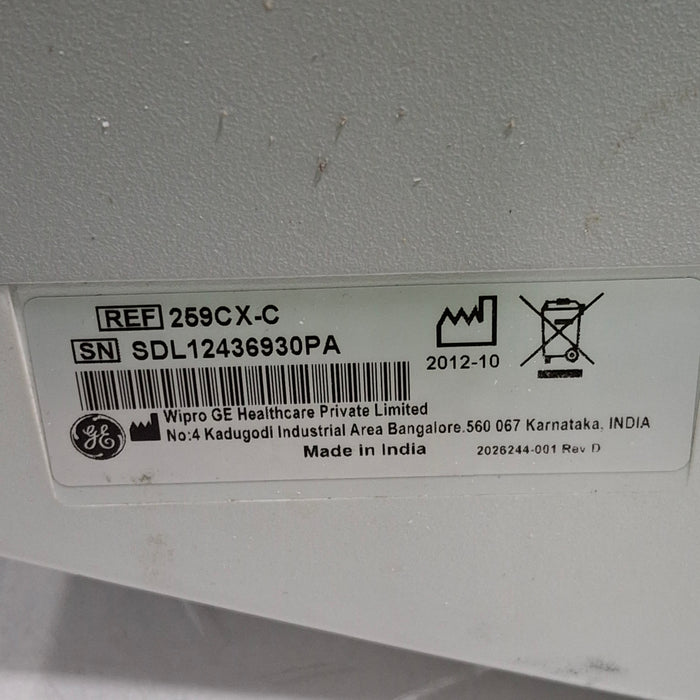 REF 259CX-C
SN SDL12436930PA
2012-10
GE
Wipro GE Healthcare Private Limited
No:4 Kadugodi Industrial Area Bangalore.560 067 Karnataka, INDIA
Made in India
2026244-001 Rev D